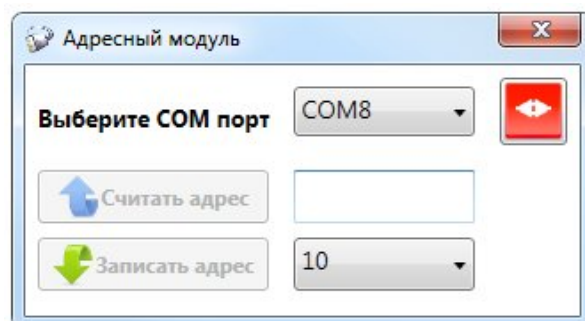 Адресный модуль
Выберите COM порт COM8
Считать адрес
Записать адрес 10